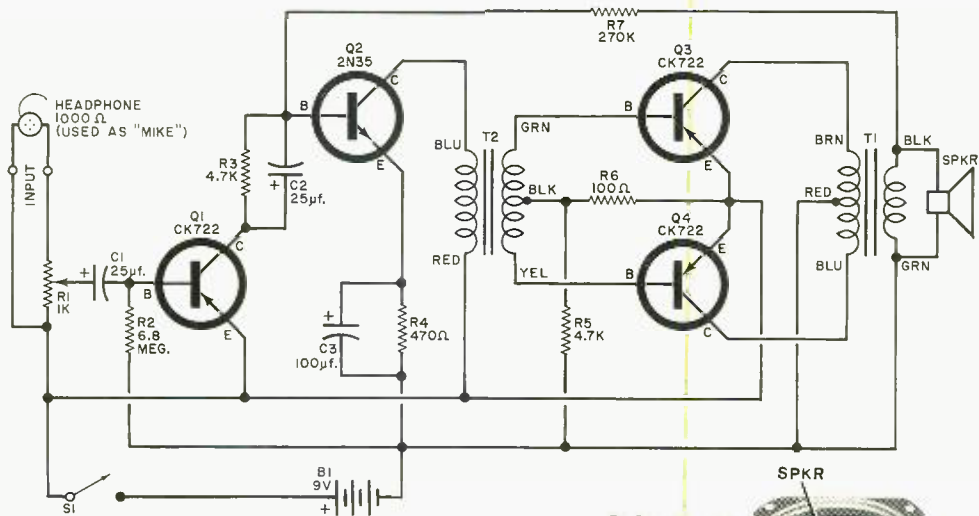 R7
270K
Q2
2N35
C
B
E
Q3
CK722
C
B
E
HEADPHONE
1000 Ω
(USED AS "MIKE")
INPUT
R3
4.7K
C2
25µf.
+
BLU
T2
GRN
BLK
R6
100Ω
RED
YEL
BRN
T1
BLK
RED
SPKR
BLU
GRN
Q1
CK722
C
B
E
C1
25µf.
+
R1
1K
R2
6.8
MEG.
Q4
CK722
E
B
C
+
C3
100µf.
R4
470Ω
R5
4.7K
B1
9V
+
S1
SPKR